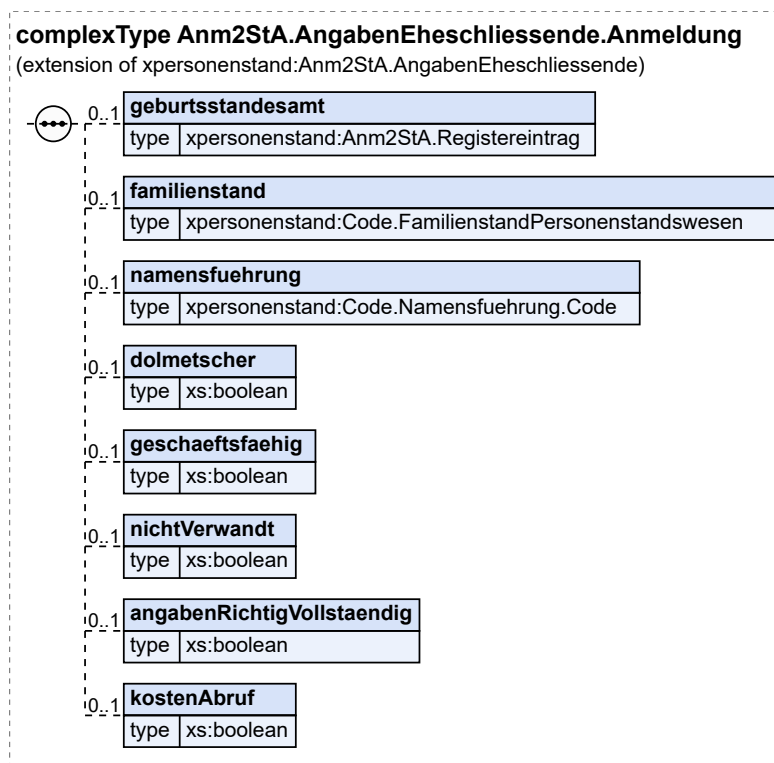 complexType Anm2StA.AngabenEheschliessende.Anmeldung
(extension of xpersonenstand:Anm2StA.AngabenEheschliessende)
0..1 geburtsstandesamt
type xpersonenstand:Anm2StA.Registereintrag
0..1 familienstand
type xpersonenstand:Code.FamilienstandPersonenstandswesen
0..1 namensfuehrung
type xpersonenstand:Code.Namensfuehrung.Code
0..1 dolmetscher
type xs:boolean
0..1 geschaeftsfaehig
type xs:boolean
0..1 nichtVerwandt
type xs:boolean
0..1 angabenRichtigVollstaendig
type xs:boolean
0..1 kostenAbruf
type xs:boolean